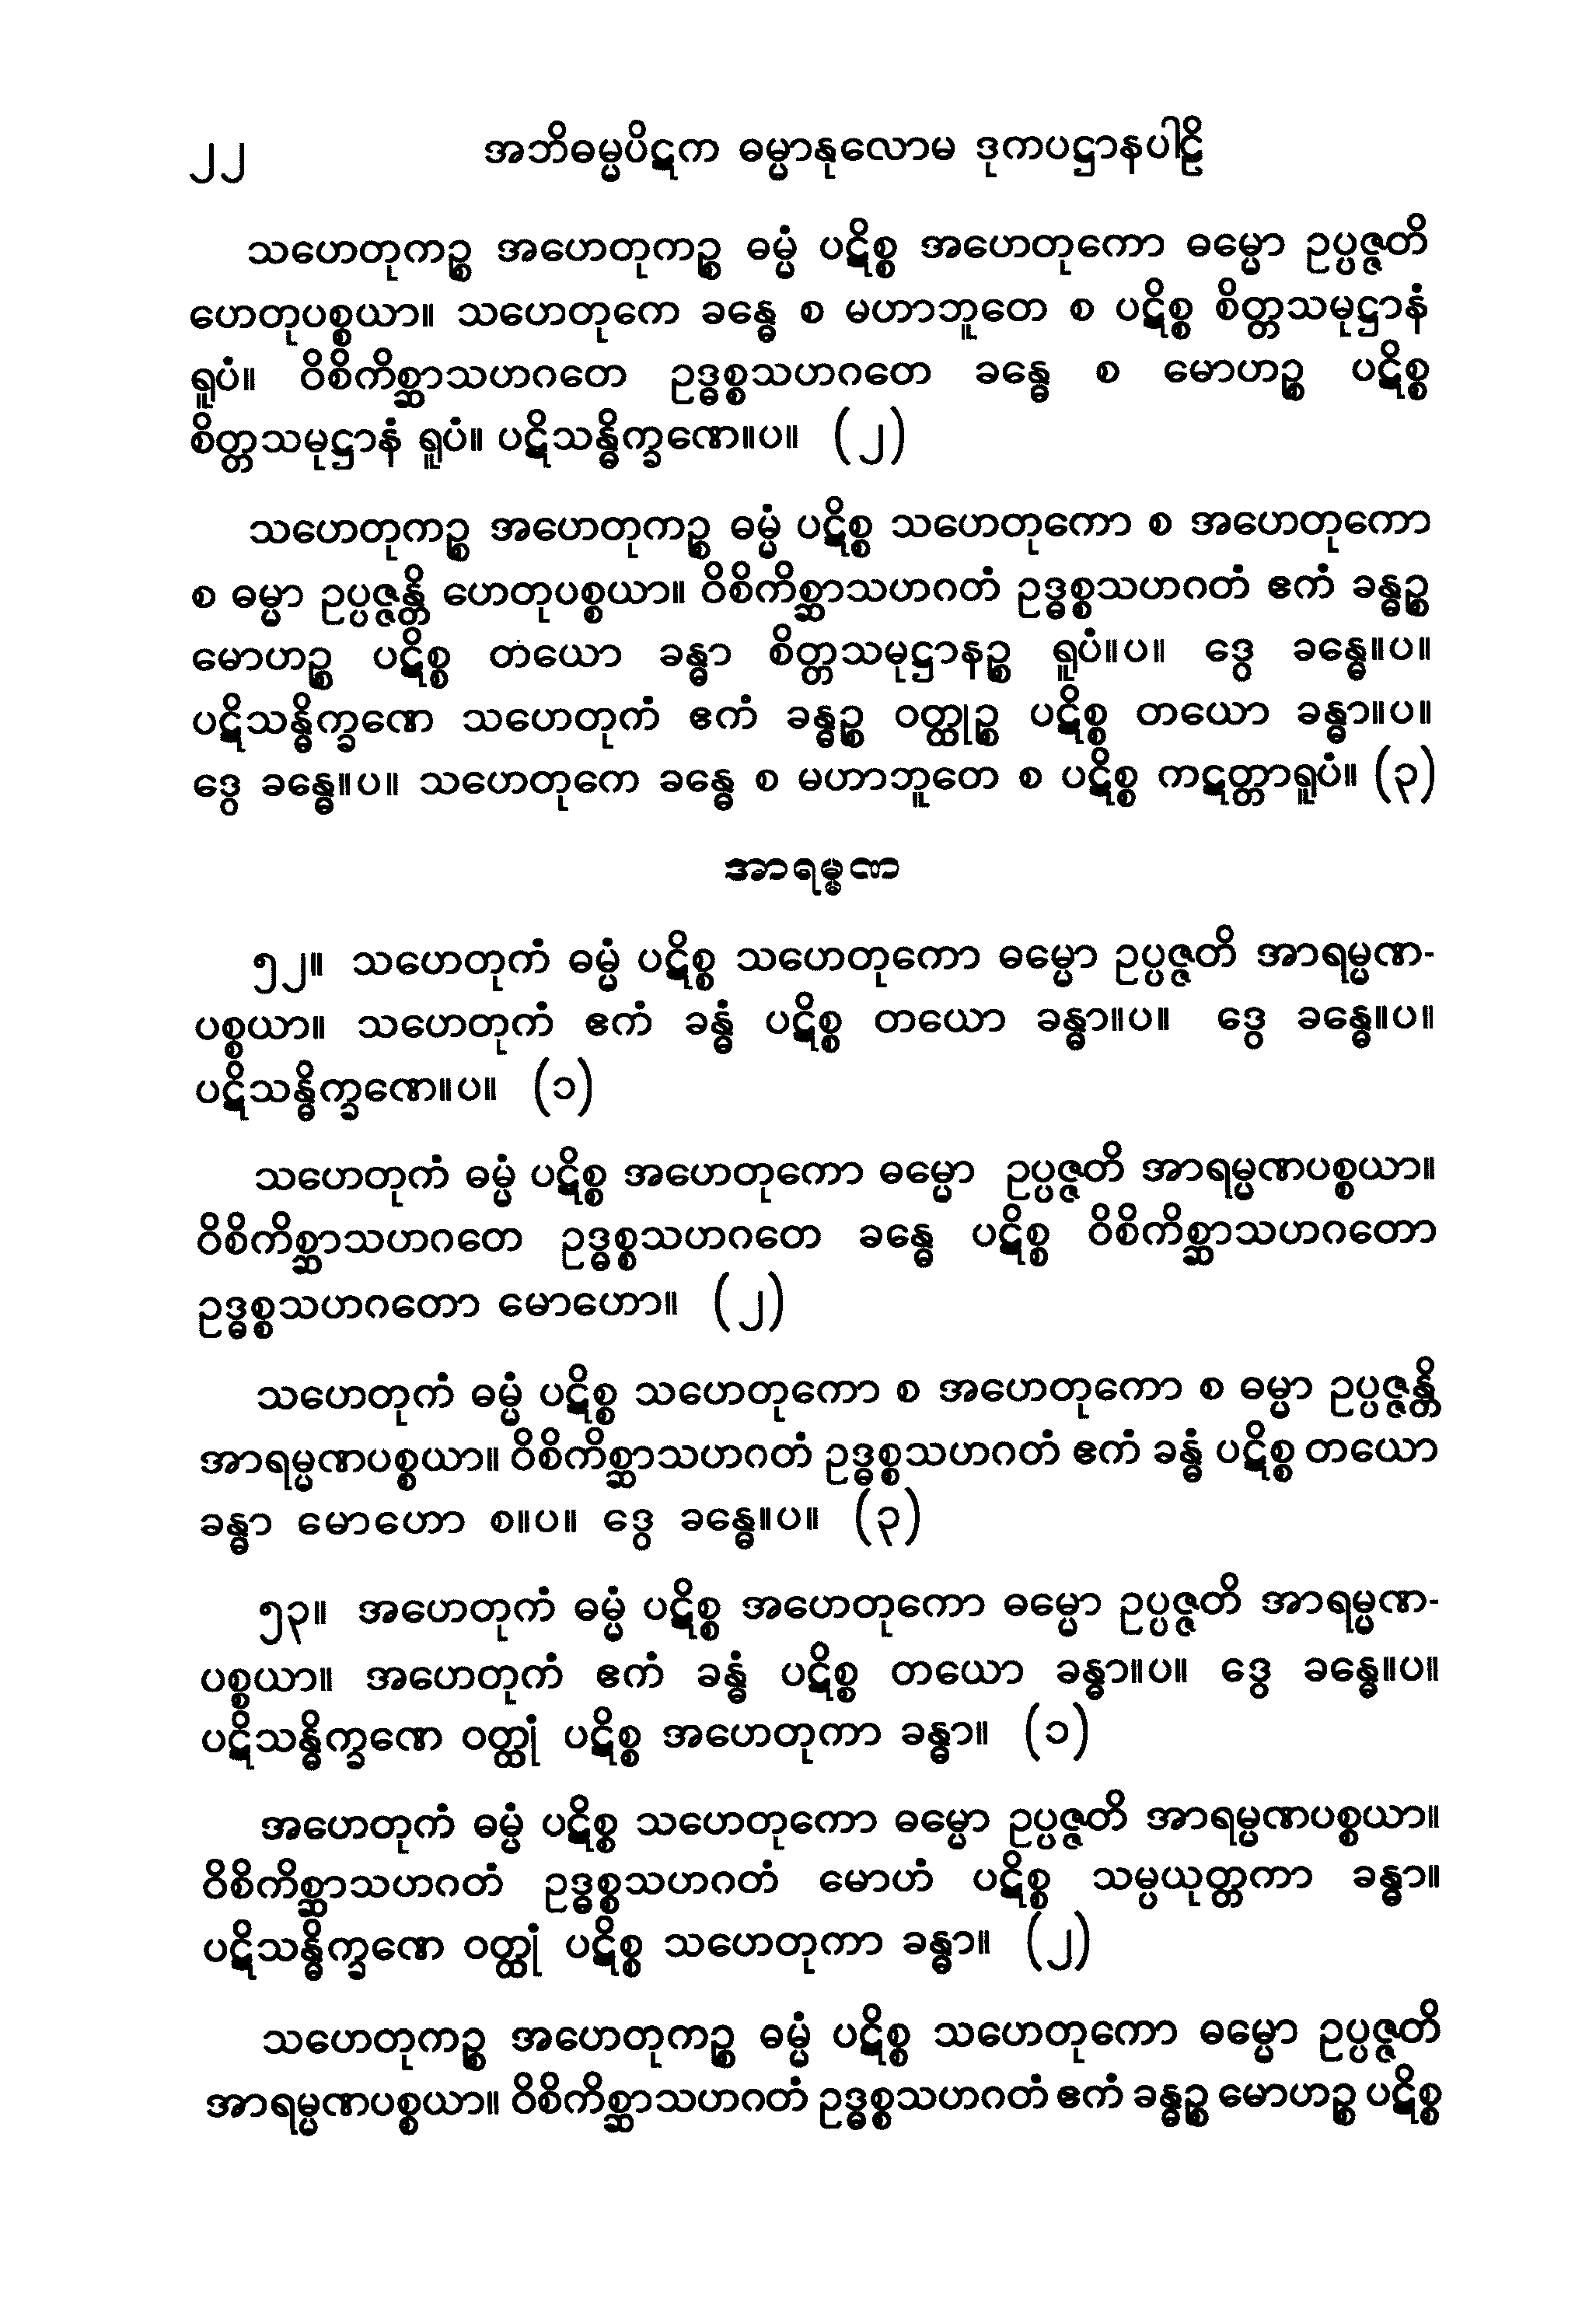 ၂၂ အဘိဓမ္မပိဋက ဓမ္မာနုလောမ ဒုကပဋ္ဌာနပါဠိ
သဟေတုကဉ္စ အဟေတုကဉ္စ ဓမ္မံ ပဋိစ္စ အဟေတုကော ဓမ္မော ဥပ္ပဇ္ဇတိ
ဟေတုပစ္စယာ။ သဟေတုကေ ခန္ဓေ စ မဟာဘူတေ စ ပဋိစ္စ စိတ္တသမုဋ္ဌာနံ
ရူပံ။ ဝိစိကိစ္ဆာသဟဂတေ ဥဒ္ဓစ္စသဟဂတေ ခန္ဓေ စ မောဟဉ္စ ပဋိစ္စ
စိတ္တသမုဋ္ဌာနံ ရူပံ။ ပဋိသန္ဓိက္ခဏေ။ပ။ (၂)
သဟေတုကဉ္စ အဟေတုကဉ္စ ဓမ္မံ ပဋိစ္စ သဟေတုကော စ အဟေတုကော
စ ဓမ္မာ ဥပ္ပဇ္ဇန္တိ ဟေတုပစ္စယာ။ ဝိစိကိစ္ဆာသဟဂတံ ဥဒ္ဓစ္စသဟဂတံ ဧကံ ခန္ဓဉ္စ
မောဟဉ္စ ပဋိစ္စ တယော ခန္ဓာ စိတ္တသမုဋ္ဌာနဉ္စ ရူပံ။ပ။ ဒွေ ခန္ဓေ။ပ။
ပဋိသန္ဓိက္ခဏေ သဟေတုကံ ဧကံ ခန္ဓဉ္စ ဝတ္ထုဉ္စ ပဋိစ္စ တယော ခန္ဓာ။ပ။
ဒွေ ခန္ဓေ။ပ။ သဟေတုကေ ခန္ဓေ စ မဟာဘူတေ စ ပဋိစ္စ ကဋတ္တာရူပံ။ (၃)
အာရမ္မဏ
၅၂။ သဟေတုကံ ဓမ္မံ ပဋိစ္စ သဟေတုကော ဓမ္မော ဥပ္ပဇ္ဇတိ အာရမ္မဏ-
ပစ္စယာ။ သဟေတုကံ ဧကံ ခန္ဓံ ပဋိစ္စ တယော ခန္ဓာ။ပ။ ဒွေ ခန္ဓေ။ပ။
ပဋိသန္ဓိက္ခဏေ။ပ။ (၁)
သဟေတုကံ ဓမ္မံ ပဋိစ္စ အဟေတုကော ဓမ္မော ဥပ္ပဇ္ဇတိ အာရမ္မဏပစ္စယာ။
ဝိစိကိစ္ဆာသဟဂတေ ဥဒ္ဓစ္စသဟဂတေ ခန္ဓေ ပဋိစ္စ ဝိစိကိစ္ဆာသဟဂတော
ဥဒ္ဓစ္စသဟဂတော မောဟော။ (၂)
သဟေတုကံ ဓမ္မံ ပဋိစ္စ သဟေတုကော စ အဟေတုကော စ ဓမ္မာ ဥပ္ပဇ္ဇန္တိ
အာရမ္မဏပစ္စယာ။ ဝိစိကိစ္ဆာသဟဂတံ ဥဒ္ဓစ္စသဟဂတံ ဧကံ ခန္ဓံ ပဋိစ္စ တယော
ခန္ဓာ မောဟော စ။ပ။ ဒွေ ခန္ဓေ။ပ။ (၃)
၅၃။ အဟေတုကံ ဓမ္မံ ပဋိစ္စ အဟေတုကော ဓမ္မော ဥပ္ပဇ္ဇတိ အာရမ္မဏ-
ပစ္စယာ။ အဟေတုကံ ဧကံ ခန္ဓံ ပဋိစ္စ တယော ခန္ဓာ။ပ။ ဒွေ ခန္ဓေ။ပ။
ပဋိသန္ဓိက္ခဏေ ဝတ္ထုံ ပဋိစ္စ အဟေတုကာ ခန္ဓာ။ (၁)
အဟေတုကံ ဓမ္မံ ပဋိစ္စ သဟေတုကော ဓမ္မော ဥပ္ပဇ္ဇတိ အာရမ္မဏပစ္စယာ။
ဝိစိကိစ္ဆာသဟဂတံ ဥဒ္ဓစ္စသဟဂတံ မောဟံ ပဋိစ္စ သမ္ပယုတ္တကာ ခန္ဓာ။
ပဋိသန္ဓိက္ခဏေ ဝတ္ထုံ ပဋိစ္စ သဟေတုကာ ခန္ဓာ။ (၂)
သဟေတုကဉ္စ အဟေတုကဉ္စ ဓမ္မံ ပဋိစ္စ သဟေတုကော ဓမ္မော ဥပ္ပဇ္ဇတိ
အာရမ္မဏပစ္စယာ။ ဝိစိကိစ္ဆာသဟဂတံ ဥဒ္ဓစ္စသဟဂတံ ဧကံ ခန္ဓဉ္စ မောဟဉ္စ ပဋိစ္စ